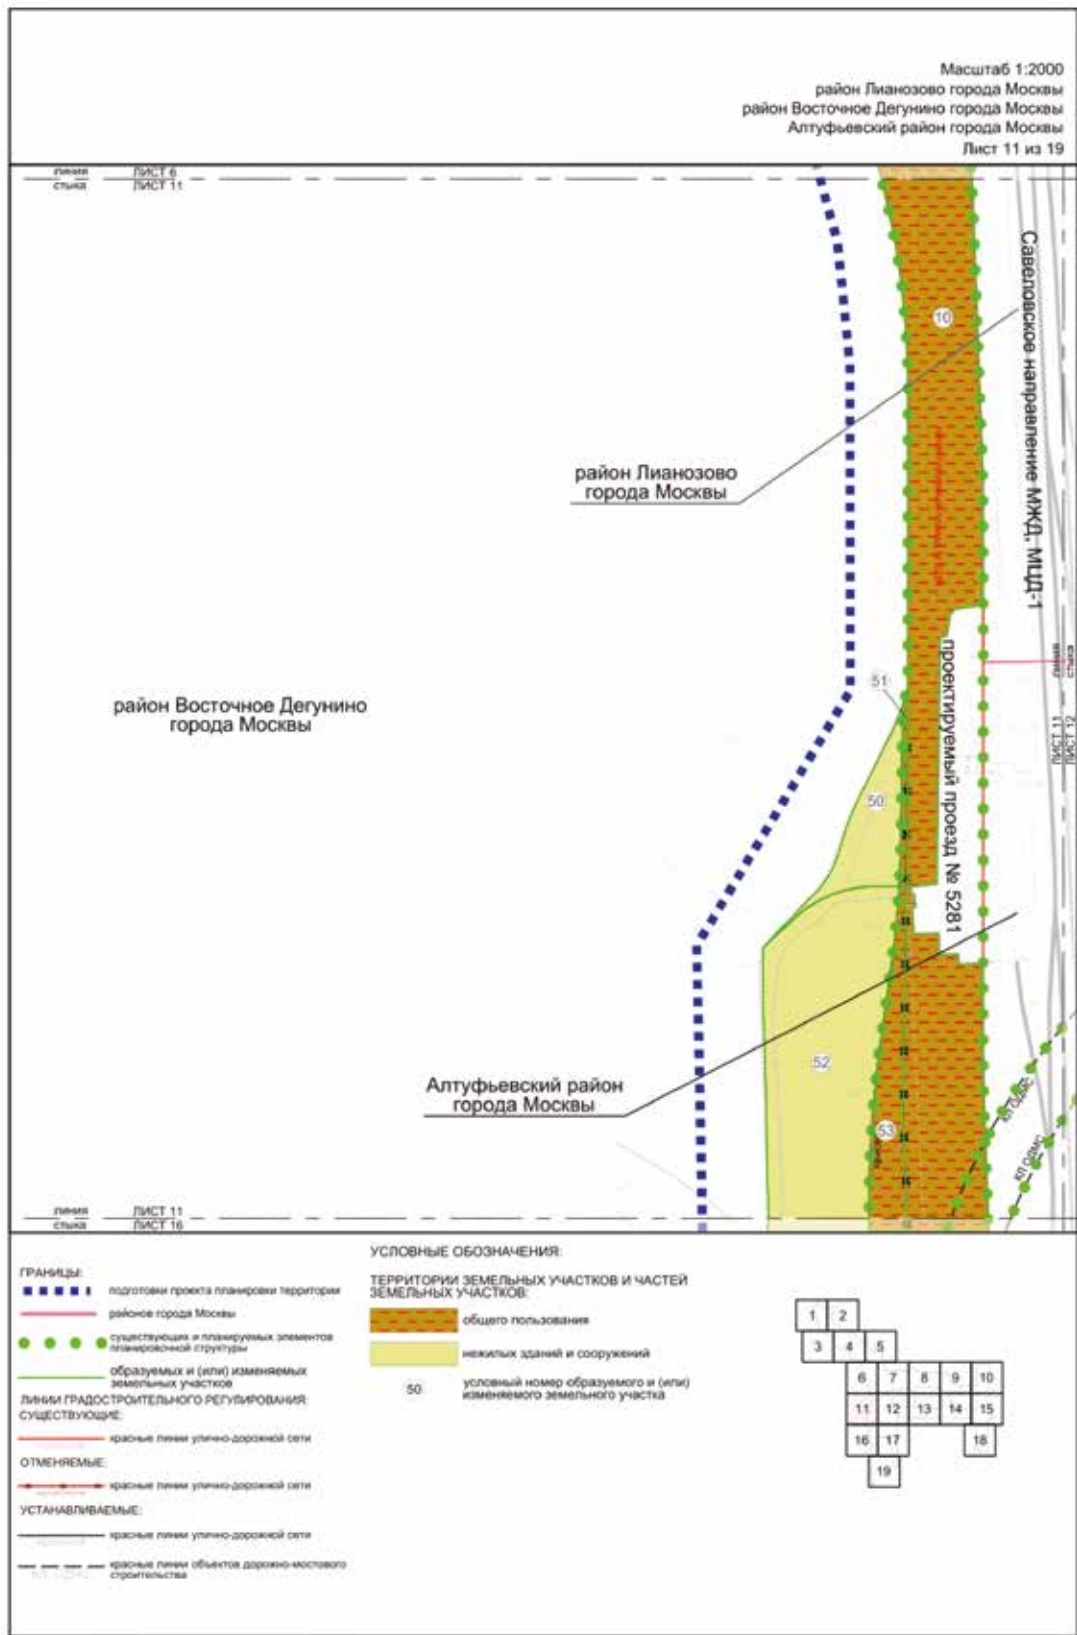 Масштаб 1:2000
район Лианозово города Москвы
район Восточное Дегунино города Москвы
Алтуфьевский район города Москвы
Лист 11 из 19
линия ЛИСТ 6
стыка ЛИСТ 11
Савеловское направление МЖД, МЦД-1
10
район Лианозово
города Москвы
линия
стыка
ЛИСТ 11
ЛИСТ 12
проектируемый проезд № 5281
51
район Восточное Дегунино
города Москвы
50
52
Алтуфьевский район
города Москвы
53
КЛ ОДМС
КЛ ОДМС
линия ЛИСТ 11
стыка ЛИСТ 16
УСЛОВНЫЕ ОБОЗНАЧЕНИЯ:
ГРАНИЦЫ:
подготовки проекта планировки территории
районов города Москвы
существующих и планируемых элементов
планировочной структуры
образуемых и (или) изменяемых
земельных участков
ЛИНИИ ГРАДОСТРОИТЕЛЬНОГО РЕГУЛИРОВАНИЯ:
СУЩЕСТВУЮЩИЕ:
красные линии улично-дорожной сети
ОТМЕНЯЕМЫЕ:
красные линии улично-дорожной сети
УСТАНАВЛИВАЕМЫЕ:
красные линии улично-дорожной сети
красные линии объектов дорожно-мостового
строительства
ТЕРРИТОРИИ ЗЕМЕЛЬНЫХ УЧАСТКОВ И ЧАСТЕЙ
ЗЕМЕЛЬНЫХ УЧАСТКОВ:
общего пользования
нежилых зданий и сооружений
50 условный номер образуемого и (или)
изменяемого земельного участка
1 2
3 4 5
6 7 8 9 10
11 12 13 14 15
16 17 18
19